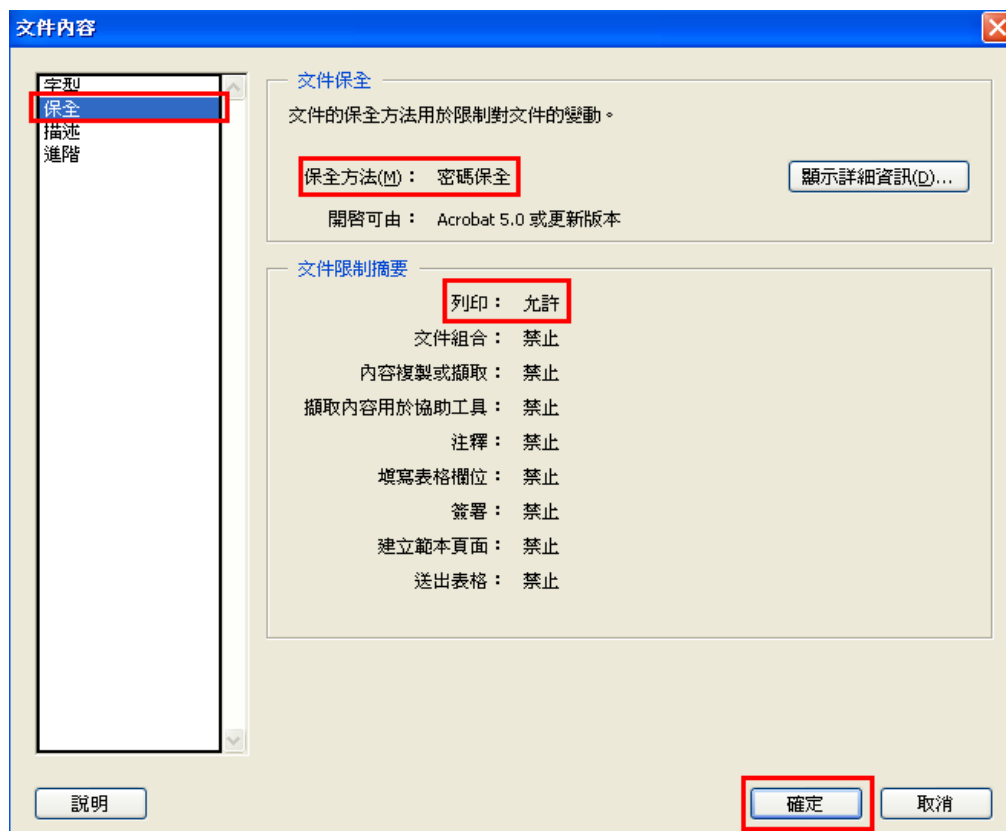 文件內容
字型
保全
描述
進階
文件保全
文件的保全方法用於限制對文件的變動。
保全方法(M)： 密碼保全
顯示詳細資訊(D)...
開啓可由： Acrobat 5.0 或更新版本
文件限制摘要
列印： 允許
文件組合： 禁止
內容複製或擷取： 禁止
擷取內容用於協助工具： 禁止
注釋： 禁止
填寫表格欄位： 禁止
簽署： 禁止
建立範本頁面： 禁止
送出表格： 禁止
說明
確定
取消